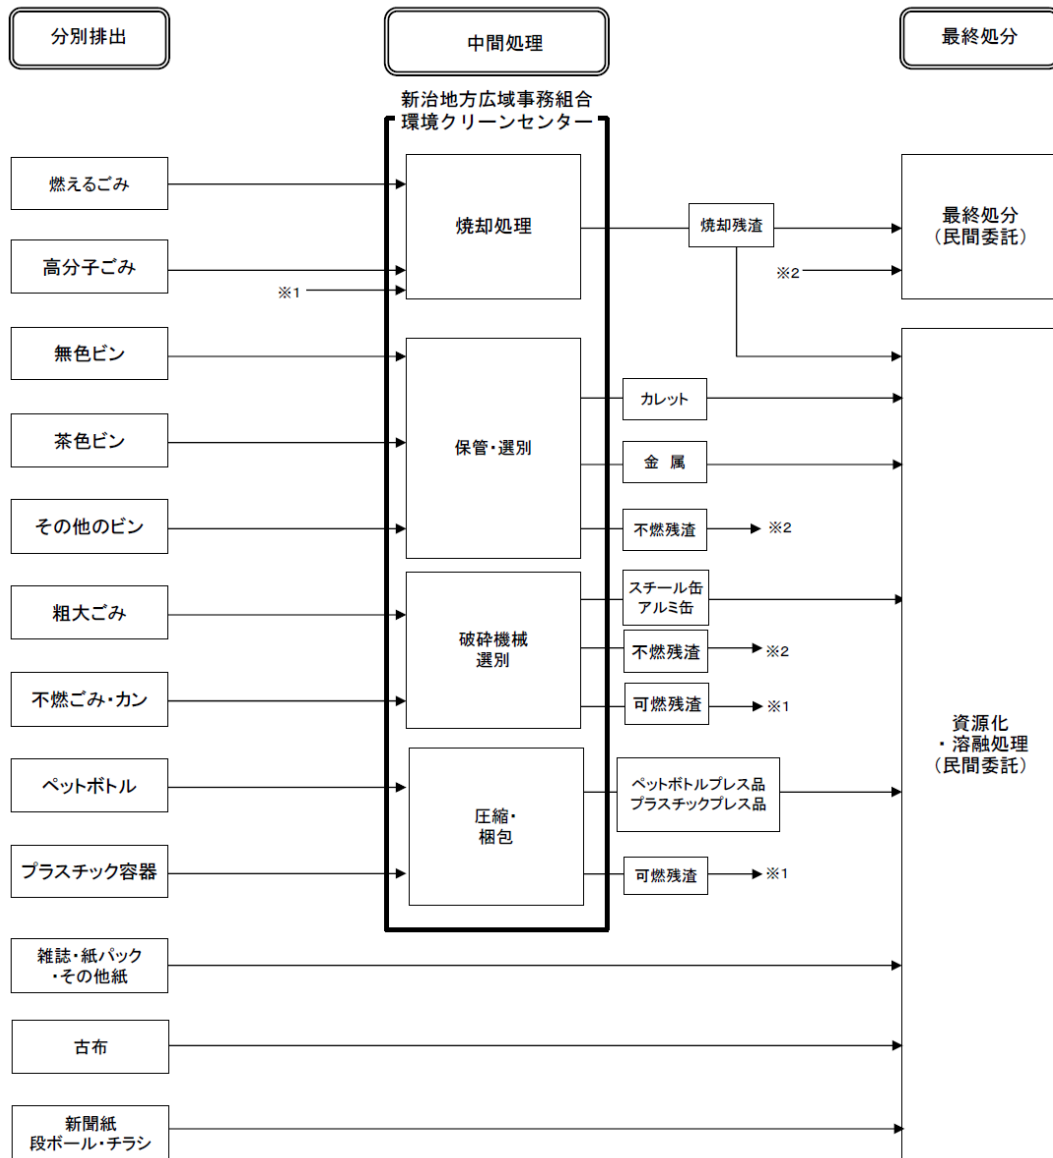 分別排出
中間処理
最終処分
新治地方広域事務組合
環境クリーンセンター
燃えるごみ
焼却処理
焼却残渣
最終処分
（民間委託）
高分子ごみ
※1
※2
無色ビン
茶色ビン
その他のビン
保管・選別
カレット
金 属
不燃残渣
※2
粗大ごみ
不燃ごみ・カン
破砕機械
選別
スチール缶
アルミ缶
不燃残渣
※2
可燃残渣
※1
資源化
・溶融処理
（民間委託）
ペットボトル
プラスチック容器
圧縮・
梱包
ペットボトルプレス品
プラスチックプレス品
可燃残渣
※1
雑誌・紙パック
・その他紙
古布
新聞紙
段ボール・チラシ